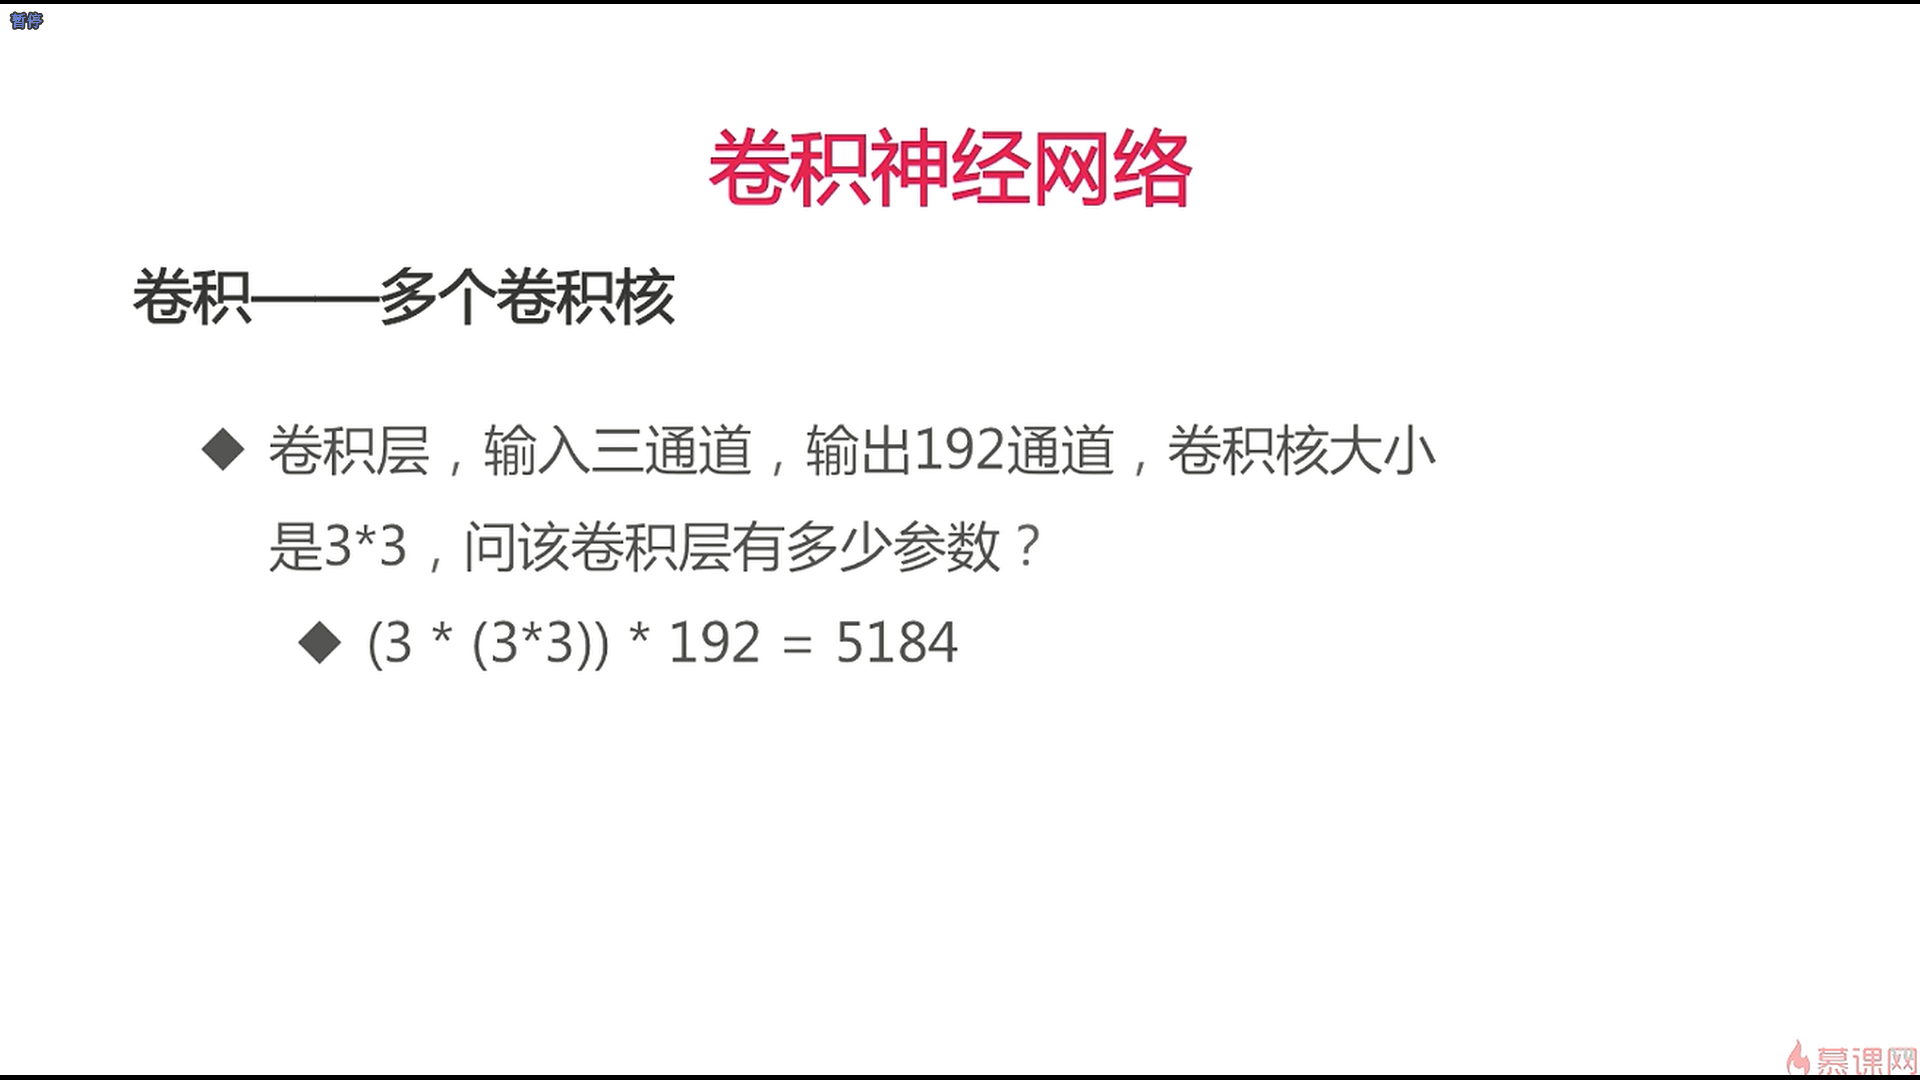 暂停
卷积神经网络
卷积——多个卷积核
◆ 卷积层，输入三通道，输出192通道，卷积核大小
是3*3，问该卷积层有多少参数？
◆ (3 * (3*3)) * 192 = 5184
慕课网